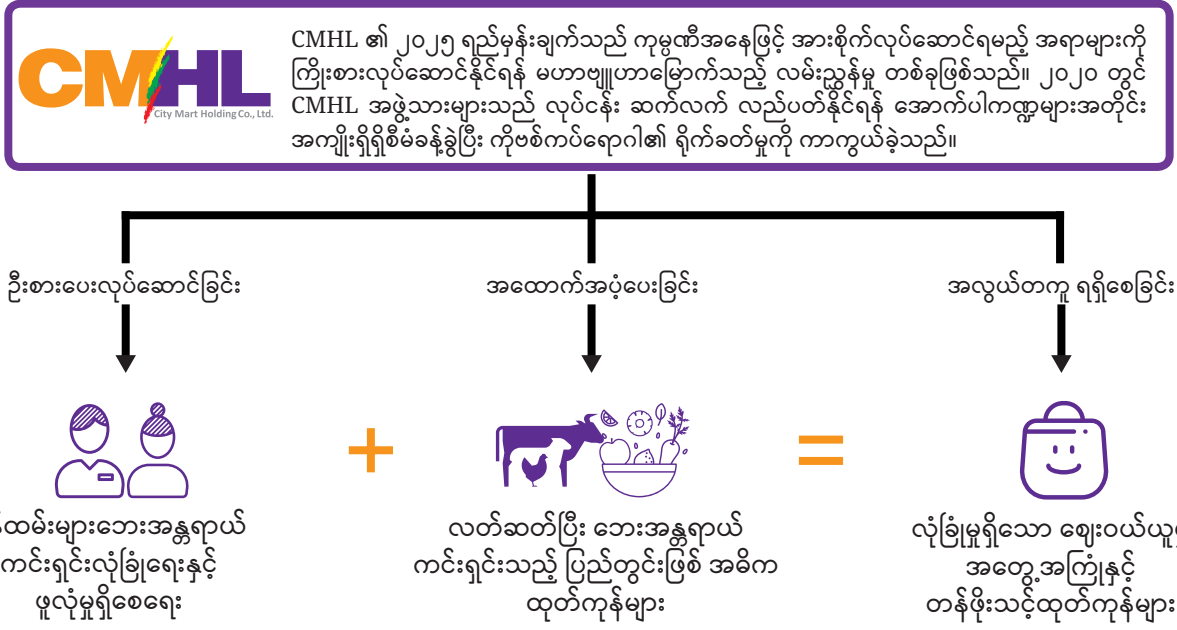 CMHL
City Mart Holding Co., Ltd.
CMHL ၏ ၂၀၂၅ ရည်မှန်းချက်သည် ကုမ္ပဏီအနေဖြင့် အားစိုက်လုပ်ဆောင်ရမည့် အရာများကို
ကြိုးစားလုပ်ဆောင်နိုင်ရန် မဟာဗျူဟာမြောက်သည့် လမ်းညွှန်မှု တစ်ခုဖြစ်သည်။ ၂၀၂၀ တွင်
CMHL အဖွဲ့သားများသည် လုပ်ငန်း ဆက်လက် လည်ပတ်နိုင်ရန် အောက်ပါကဏ္ဍများအတိုင်း
အကျိုးရှိရှိစီမံခန့်ခွဲပြီး ကိုဗစ်ကပ်ရောဂါ၏ ရိုက်ခတ်မှုကို ကာကွယ်ခဲ့သည်။
ဦးစားပေးလုပ်ဆောင်ခြင်း
အထောက်အပံ့ပေးခြင်း
အလွယ်တကူ ရရှိစေခြင်း
ဘေးအန္တရာယ်
ကင်းရှင်းလုံခြုံရေးနှင့်
ဖူလုံမှုရှိစေရေး
လတ်ဆတ်ပြီး ဘေးအန္တရာယ်
ကင်းရှင်းသည့် ပြည်တွင်းဖြစ် အဓိက
ထုတ်ကုန်များ
လုံခြုံမှုရှိသော
အတွေ့အကြုံနှင့်
တန်ဖိုးသင့်ထုတ်ကုန်များ